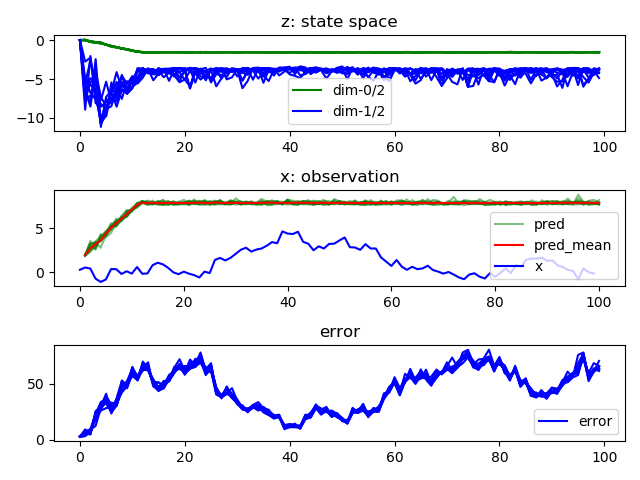 z: state space
0
−5
−10
dim-0/2
dim-1/2
0 20 40 60 80 100
x: observation
5
0
pred
pred_mean
x
0 20 40 60 80 100
error
50
0
error
0 20 40 60 80 100